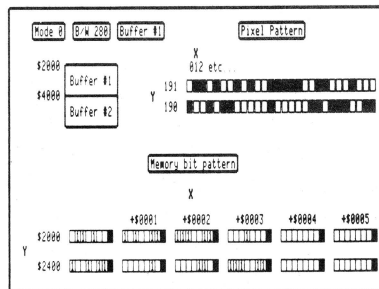 Mode 0 B/W 280 Buffer #1 Pixel Pattern
X
012 etc...
$2000
Buffer #1
$4000
Buffer #2
Y
191
190
Memory bit pattern
X
+$0001 +$0002 +$0003 +$0004 +$0005
$2000
Y
$2400